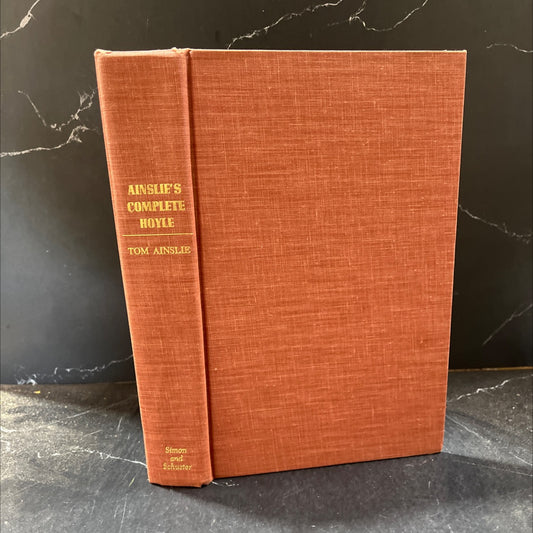 AINSLIE'S
COMPLETE
HOYLE
TOM AINSLIE
Simon
and
Schuster